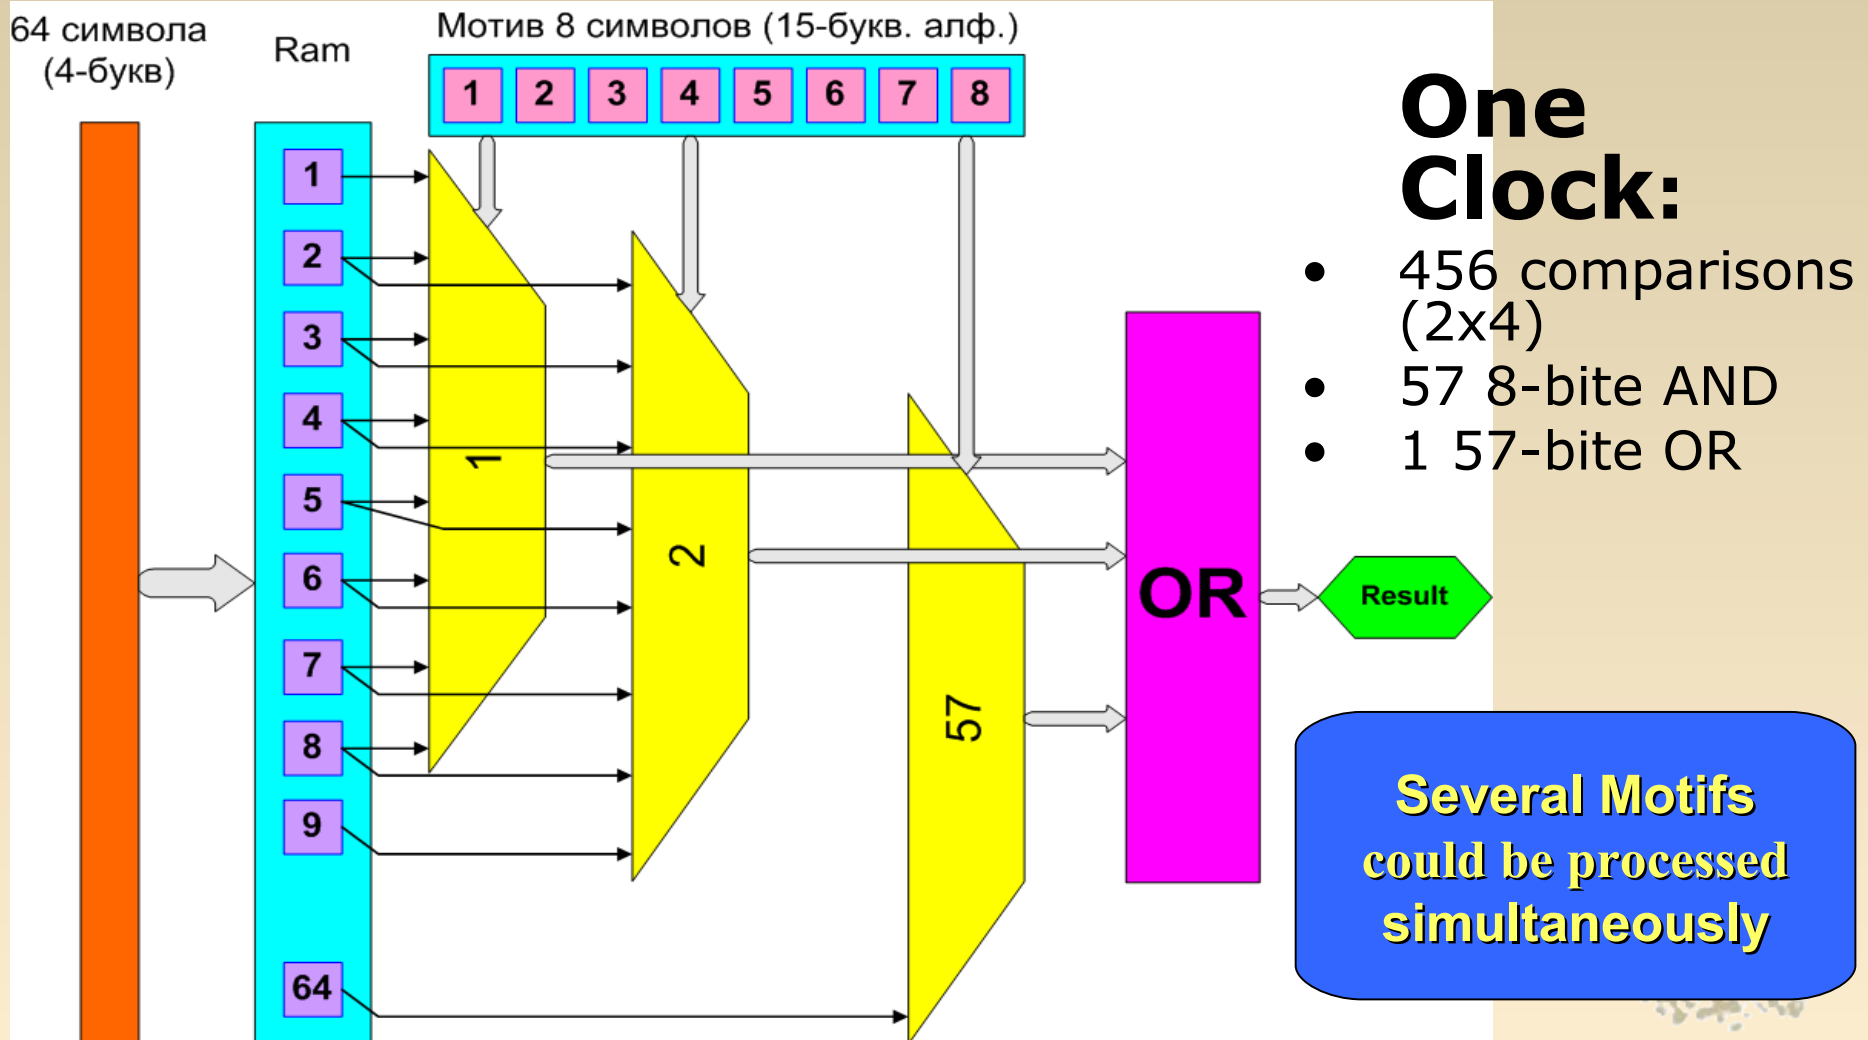 64 символа
(4-букв)
Ram
Мотив 8 символов (15-букв. алф.)
1 2 3 4 5 6 7 8
1
2
3
4
5
6
7
8
9
64
1
2
57
OR
Result
One
Clock:
• 456 comparisons
(2x4)
• 57 8-bite AND
• 1 57-bite OR
Several Motifs
could be processed
simultaneously